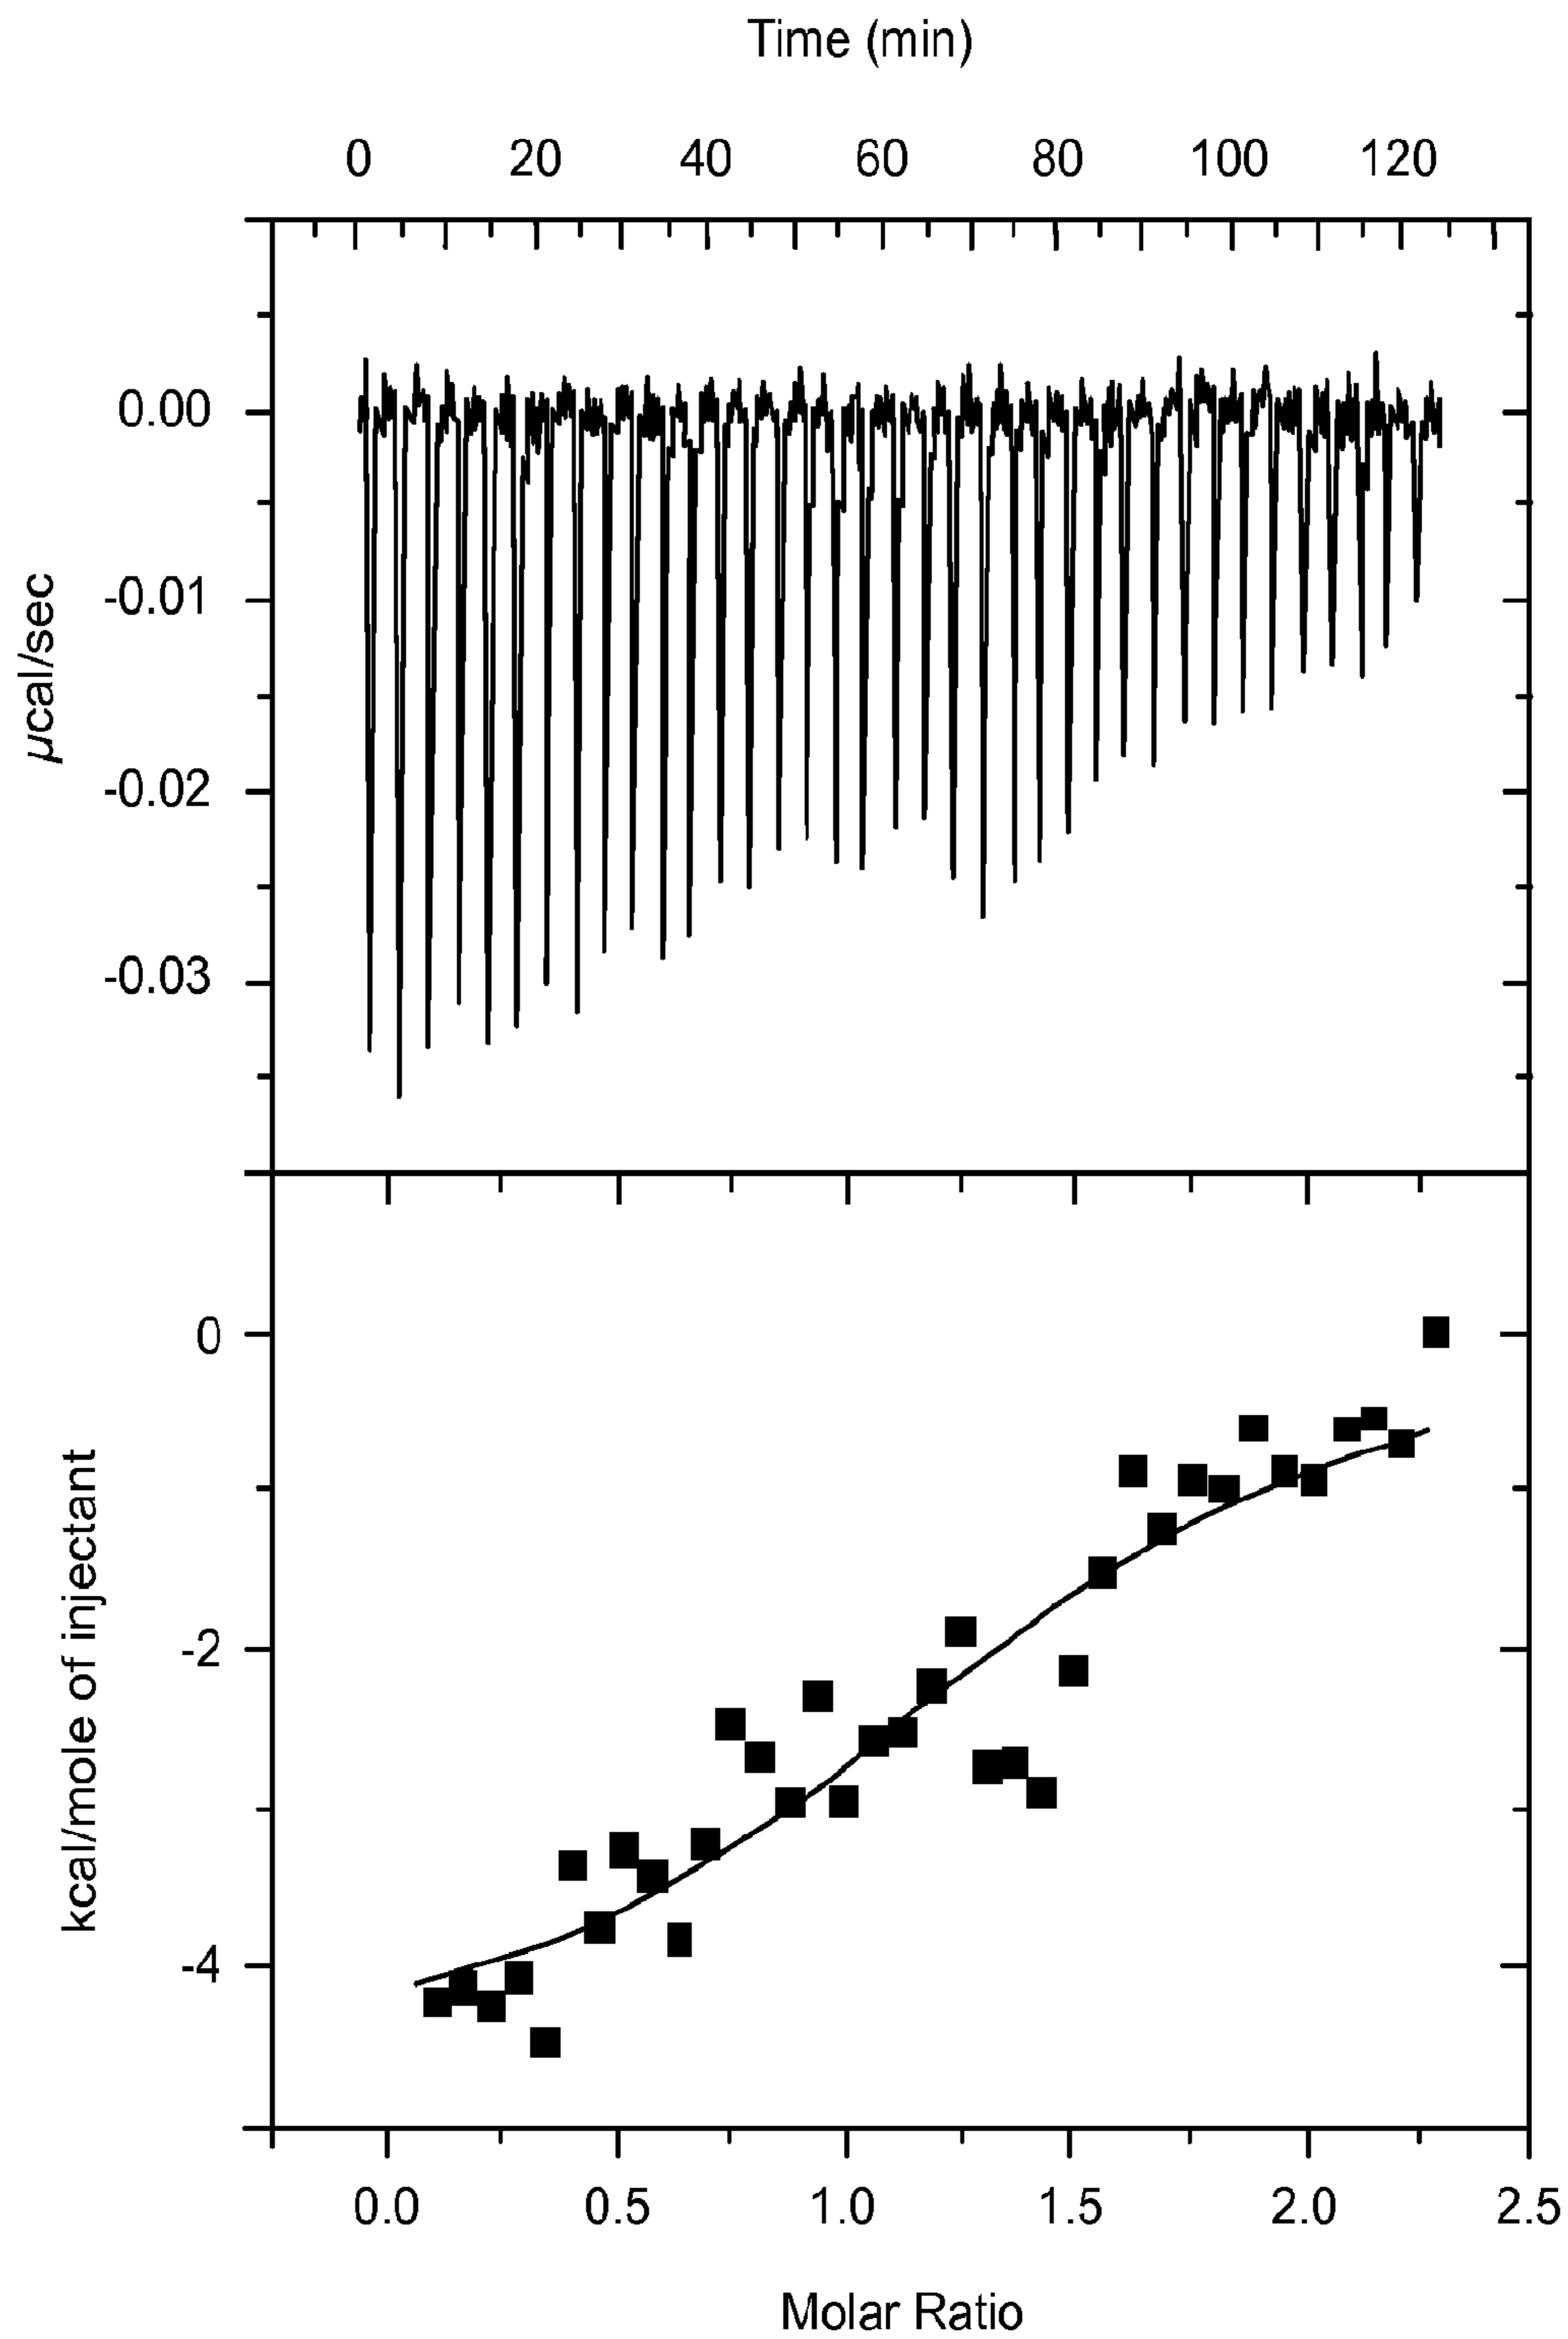 Time (min)
0 20 40 60 80 100 120
0.00
-0.01
-0.02
-0.03
μcal/sec
0
-2
-4
kcal/mole of injectant
0.0 0.5 1.0 1.5 2.0 2.5
Molar Ratio